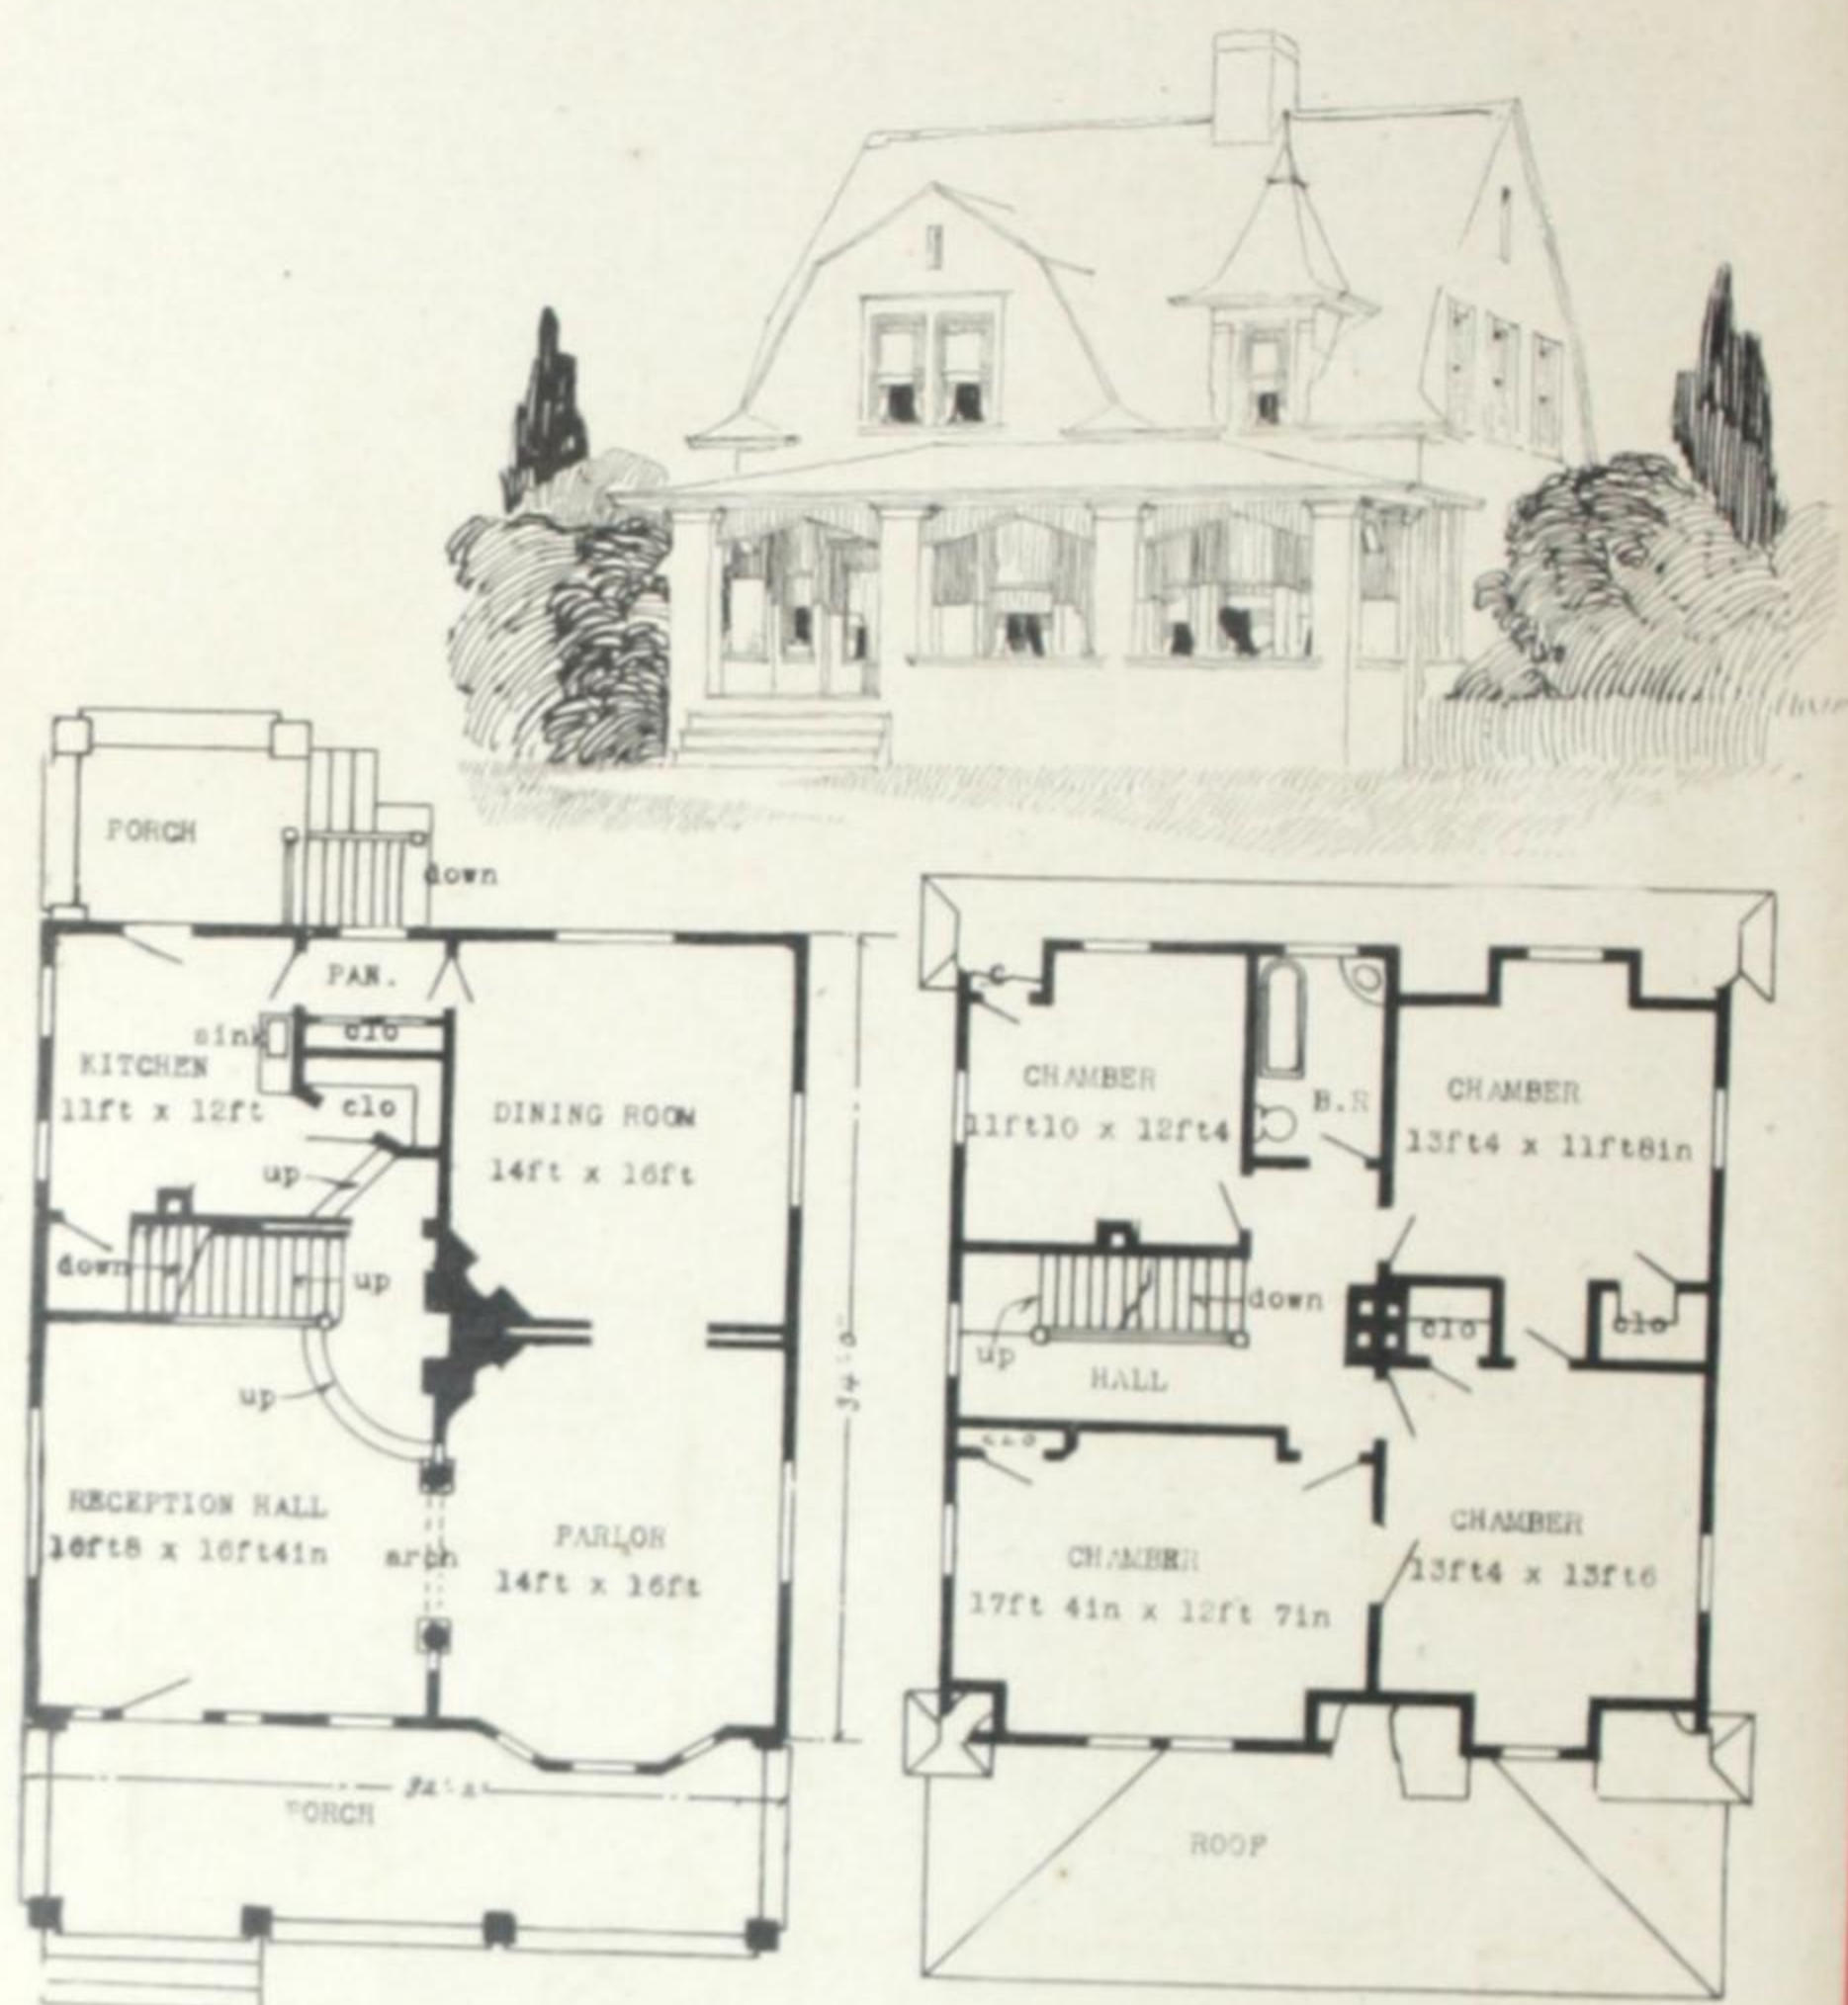 PORCH
down
PAN.
sink
clo
KITCHEN
11ft x 12ft
clo
DINING ROOM
14ft x 16ft
up
down
up
up
RECEPTION HALL
16ft8 x 16ft4in
arch
PARLOR
14ft x 16ft
PORCH
C
CHAMBER
11ft10 x 12ft4
B.R
CHAMBER
13ft4 x 11ft8in
down
up
clo
clo
HALL
CHAMBER
17ft 4in x 12ft 7in
CHAMBER
13ft4 x 13ft6
ROOF